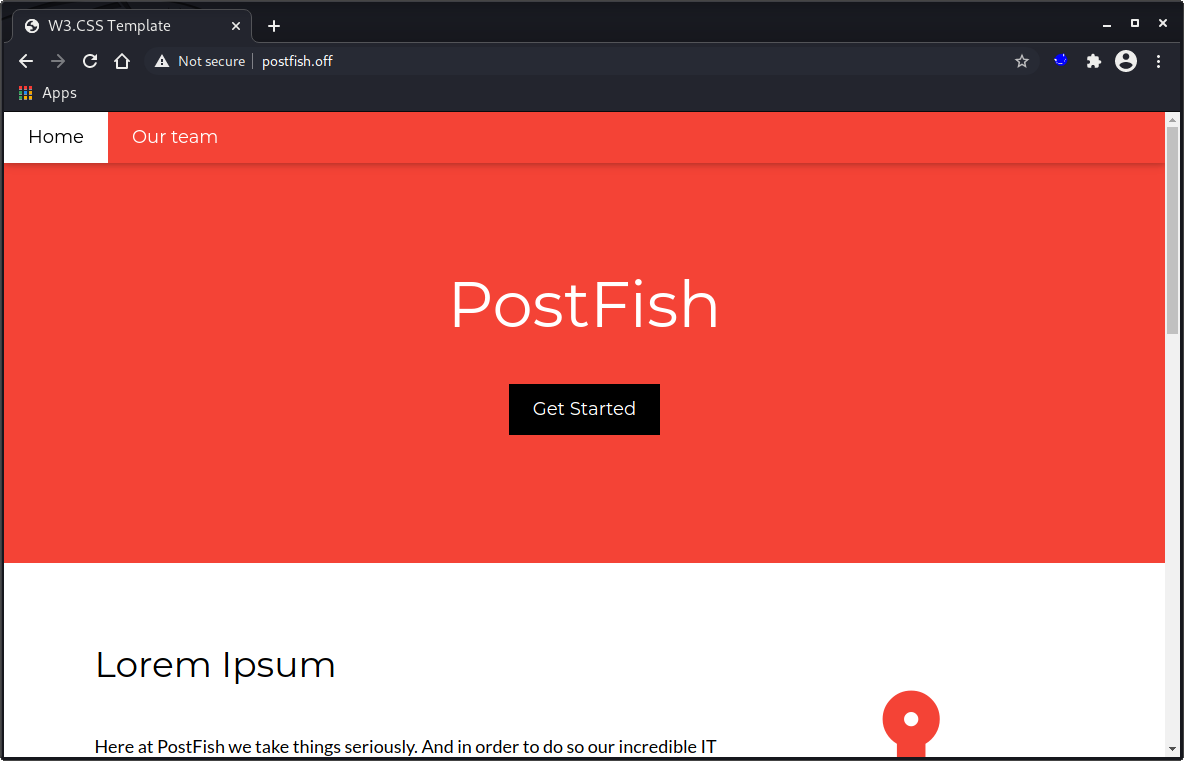 W3.CSS Template
Not secure postfish.off
Apps
Home Our team
PostFish
Get Started
Lorem Ipsum
Here at PostFish we take things seriously. And in order to do so our incredible IT